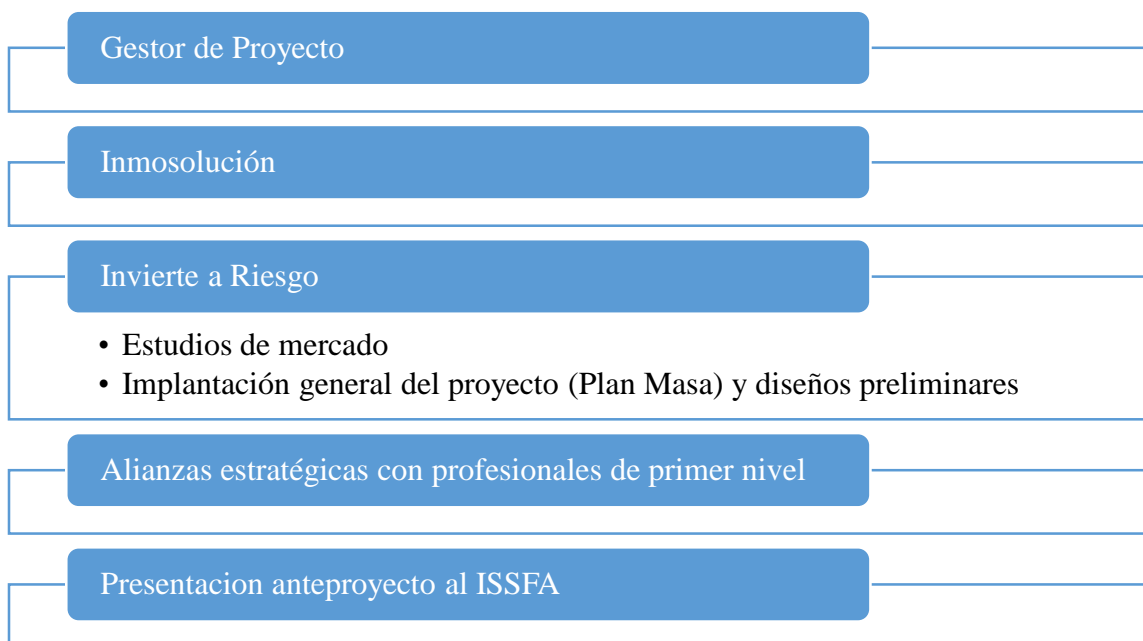 Gestor de Proyecto
Inmosolución
Invierte a Riesgo
• Estudios de mercado
• Implantación general del proyecto (Plan Masa) y diseños preliminares
Alianzas estratégicas con profesionales de primer nivel
Presentacion anteproyecto al ISSFA